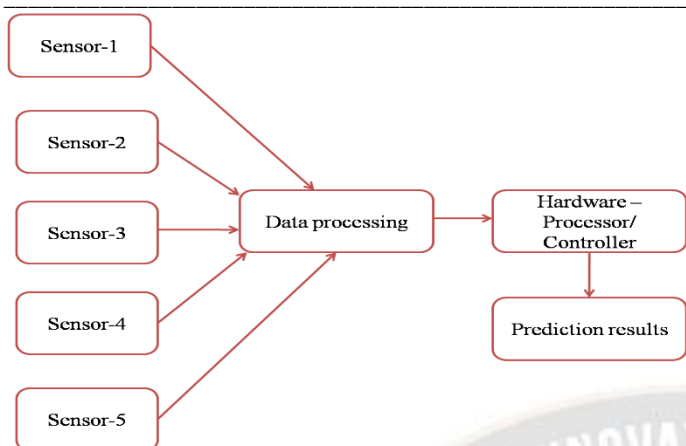 Sensor-1
Sensor-2
Sensor-3
Sensor-4
Sensor-5
Data processing
Hardware –
Processor/
Controller
Prediction results